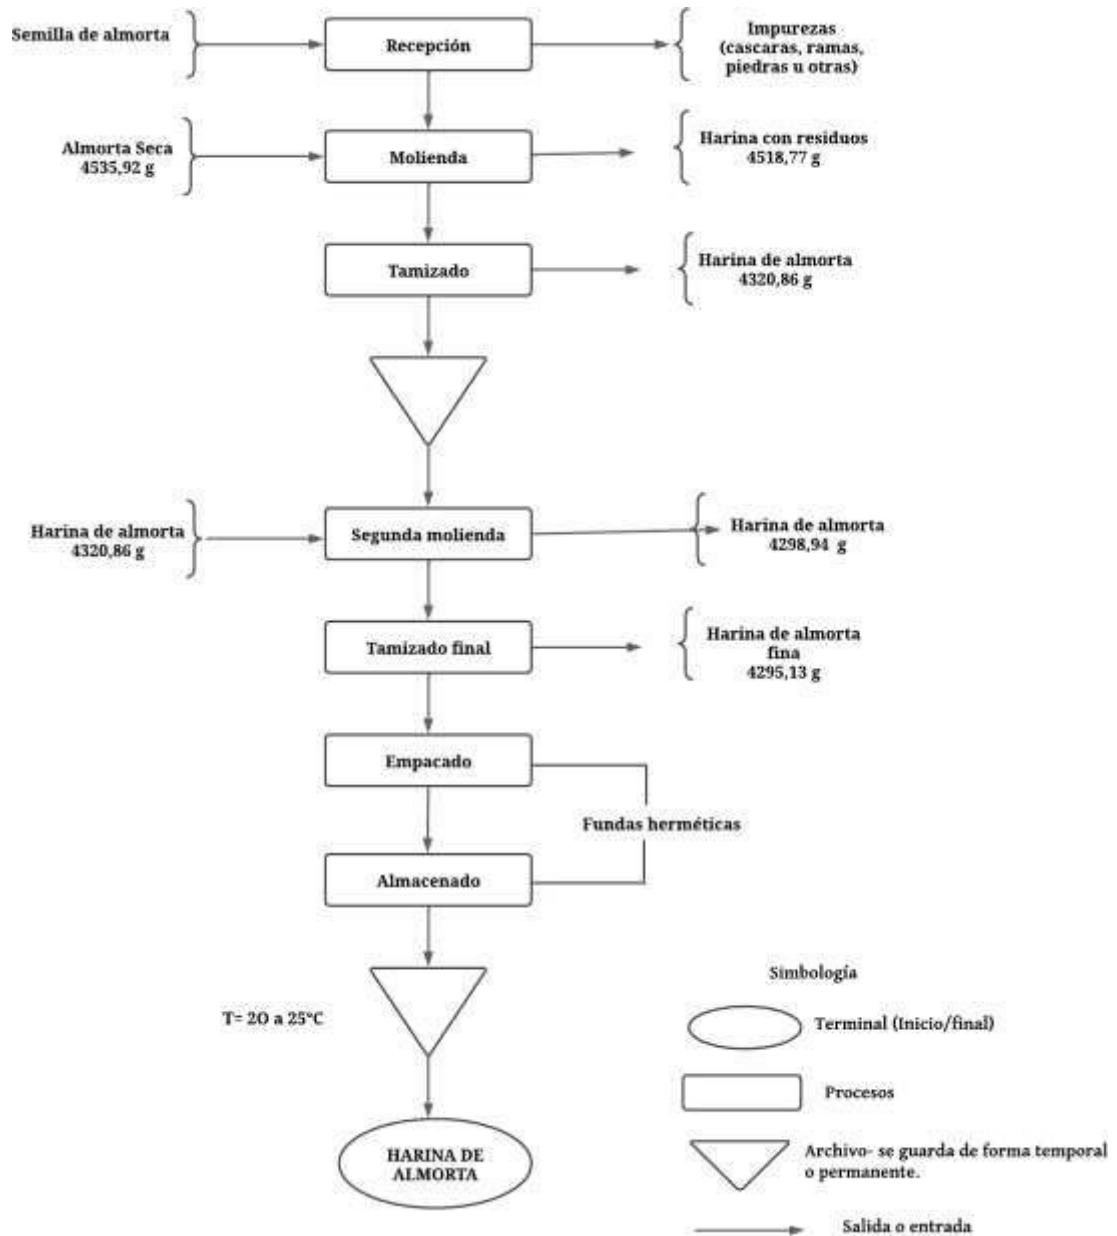 Semilla de almorta
Recepción
Impurezas
(cascaras, ramas,
piedras u otras)
Almorta Seca
4535,92 g
Molienda
Harina con residuos
4518,77 g
Tamizado
Harina de almorta
4320,86 g
Harina de almorta
4320,86 g
Segunda molienda
Harina de almorta
4298,94 g
Tamizado final
Harina de almorta
fina
4295,13 g
Empacado
Fundas herméticas
Almacenado
T= 2O a 25°C
HARINA DE
ALMORTA
Simbología
Terminal (Inicio/final)
Procesos
Archivo- se guarda de forma temporal
o permanente.
Salida o entrada